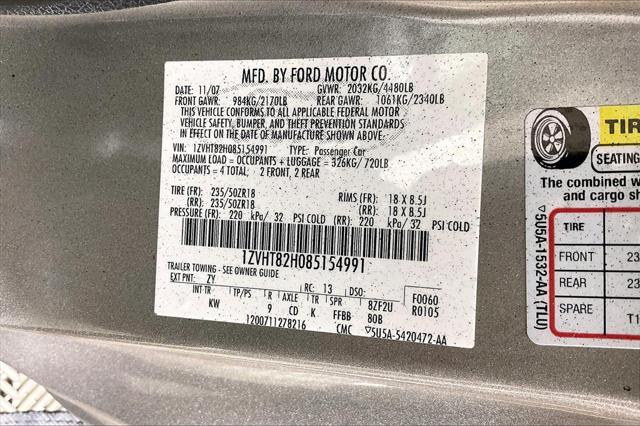 MFD. BY FORD MOTOR CO.
DATE: 11/07 GVWR: 2032KG/4480LB
FRONT GAWR: 984KG/2170LB REAR GAWR: 1061KG/2340LB
THIS VEHICLE CONFORMS TO ALL APPLICABLE FEDERAL MOTOR
VEHICLE SAFETY, BUMPER, AND THEFT PREVENTION STANDARDS
IN EFFECT ON THE DATE OF MANUFACTURE SHOWN ABOVE.
VIN: 1ZVHT82H085154991 TYPE: Passenger Car
MAXIMUM LOAD = OCCUPANTS + LUGGAGE = 326KG/720LB
OCCUPANTS = 4 TOTAL, 2 FRONT, 2 REAR
TIRE (FR): 235/50ZR18 RIMS (FR): 18 X 8.5J
(RR): 235/50ZR18 (RR): 18 X 8.5J
PRESSURE (FR): 220 kPa/ 32 PSI COLD (RR): 220 kPa/ 32 PSI COLD
1ZVHT82H085154991
TRAILER TOWING - SEE OWNER GUIDE
EXT PNT: ZY RC: 13 DSO: F0060
INT TR TP/PS R AXLE TR SPR 8ZF2U R0105
KW 9 CD K FFBB 80B
1200711278216 CMC 5U5A-5420472-AA
TIR
SEATING
The combined w
and cargo sh
TIRE
FRONT 23
REAR 23
SPARE T1
5U5A-1532-AA (TLU)